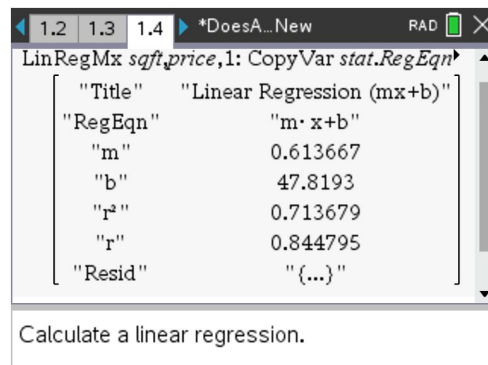 1.2 1.3 1.4 *DoesA...New RAD
LinRegMx sqft,price,1: CopyVar stat.RegEqn
"Title" "Linear Regression (mx+b)"
"RegEqn" "m· x+b"
"m" 0.613667
"b" 47.8193
"r²" 0.713679
"r" 0.844795
"Resid" "{...}"
Calculate a linear regression.